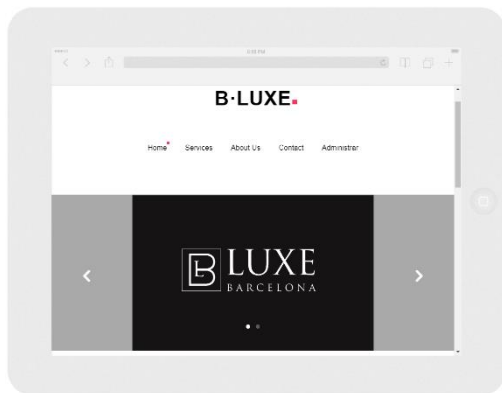 B·LUXE
Home Services About Us Contact Administrar
B LUXE
BARCELONA